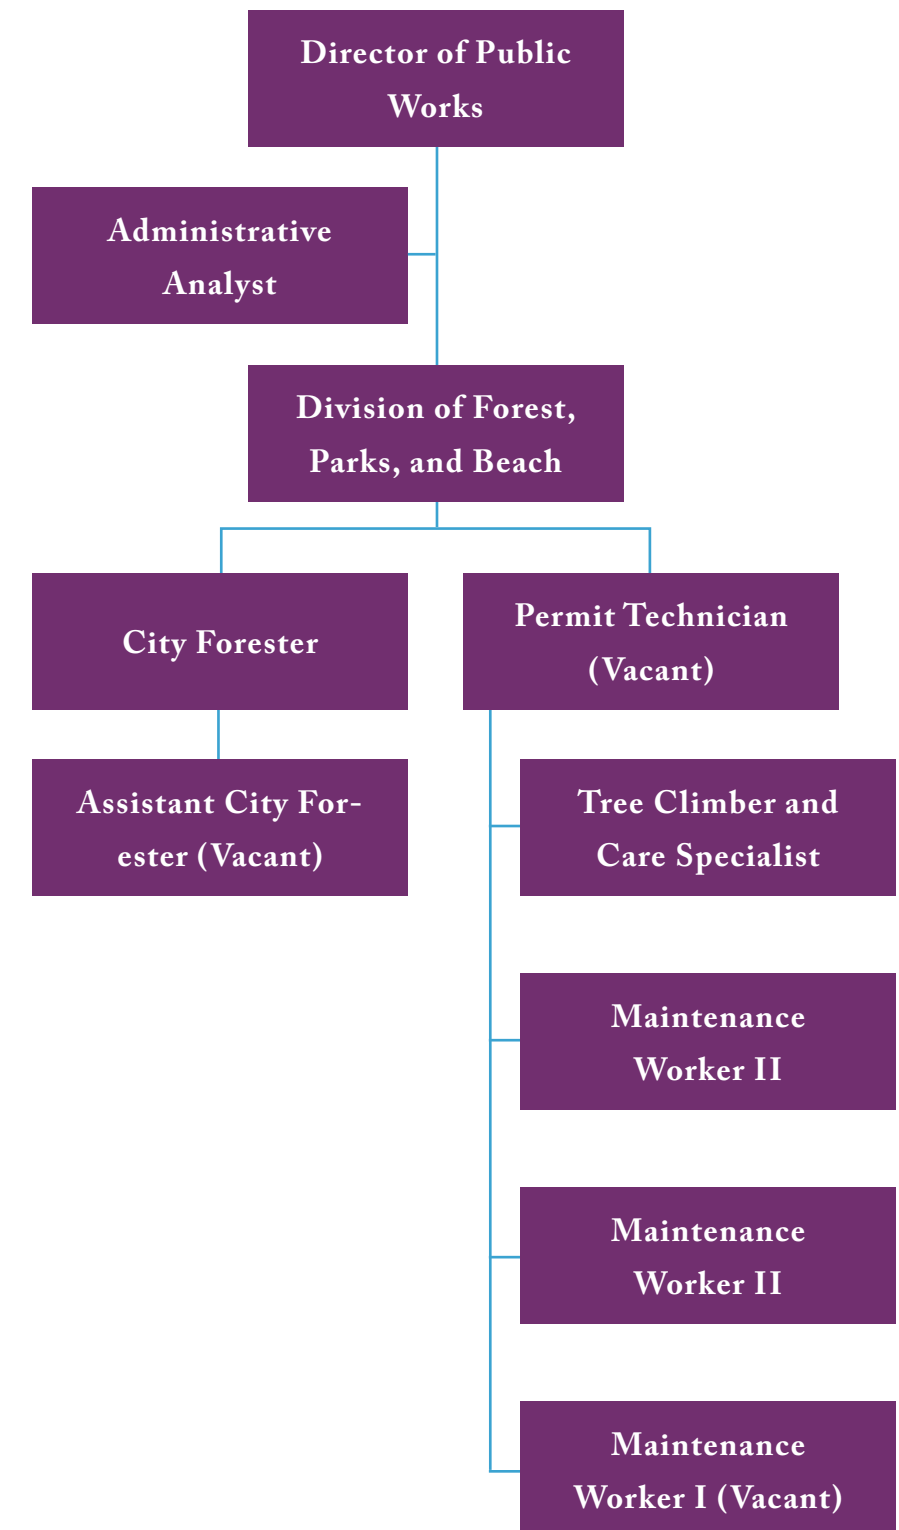 Director of Public
Works
Administrative
Analyst
Division of Forest,
Parks, and Beach
City Forester
Permit Technician
(Vacant)
Assistant City For-
ester (Vacant)
Tree Climber and
Care Specialist
Maintenance
Worker II
Maintenance
Worker II
Maintenance
Worker I (Vacant)